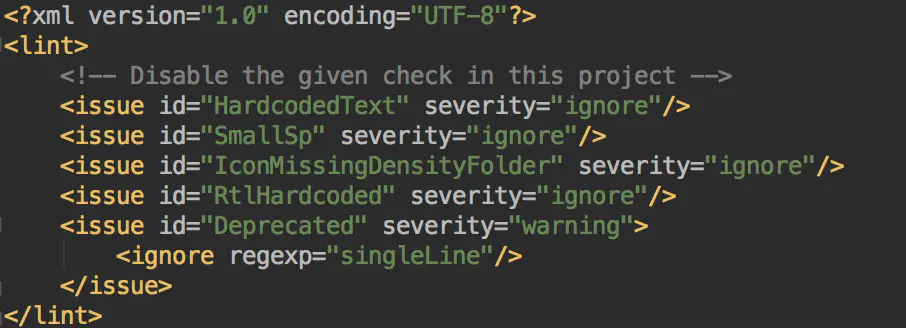 <?xml version="1.0" encoding="UTF-8"?>
<lint>
    <!-- Disable the given check in this project -->
    <issue id="HardcodedText" severity="ignore"/>
    <issue id="SmallSp" severity="ignore"/>
    <issue id="IconMissingDensityFolder" severity="ignore"/>
    <issue id="RtlHardcoded" severity="ignore"/>
    <issue id="Deprecated" severity="warning">
        <ignore regexp="singleLine"/>
    </issue>
</lint>